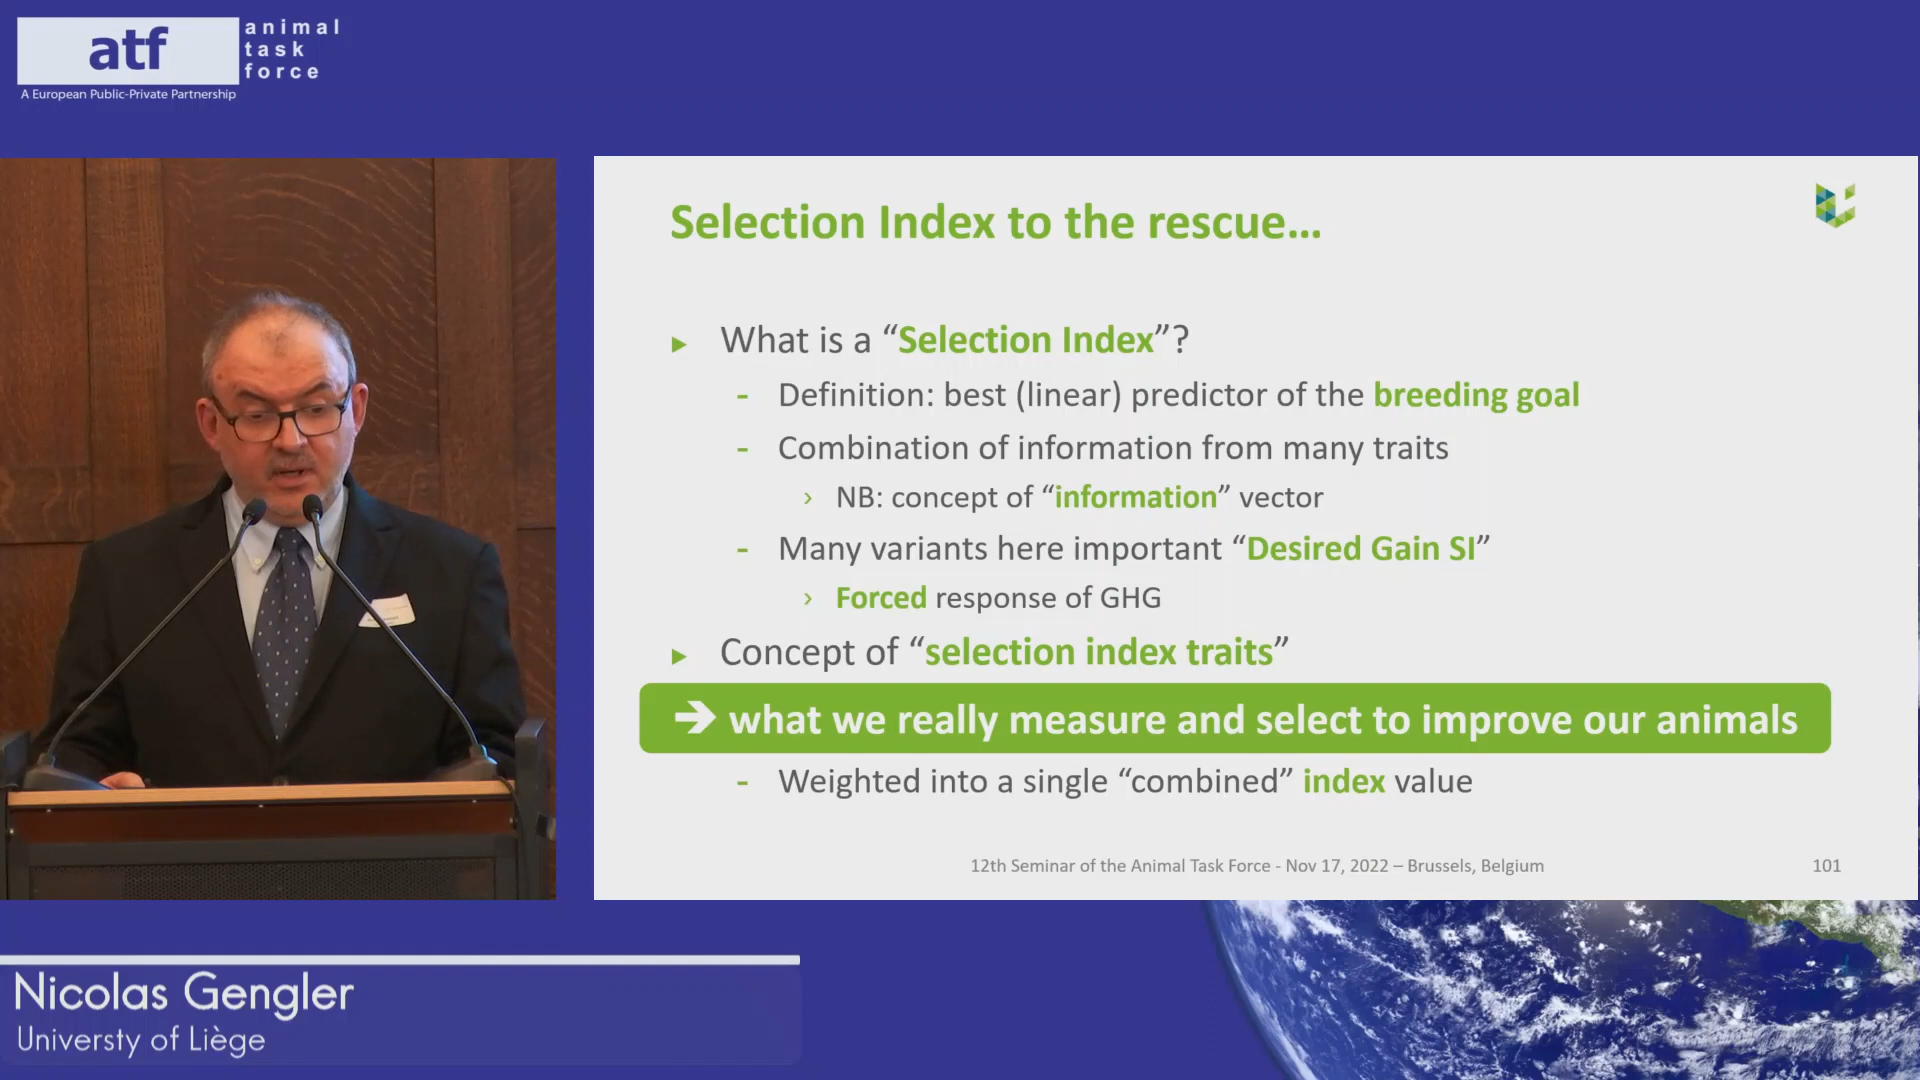 atf
animal
task
force
A European Public-Private Partnership
Selection Index to the rescue...
► What is a “Selection Index”?
- Definition: best (linear) predictor of the breeding goal
- Combination of information from many traits
› NB: concept of “information” vector
- Many variants here important “Desired Gain SI”
› Forced response of GHG
► Concept of “selection index traits”
➔ what we really measure and select to improve our animals
- Weighted into a single “combined” index value
12th Seminar of the Animal Task Force - Nov 17, 2022 – Brussels, Belgium 101
Nicolas Gengler
Universty of Liège